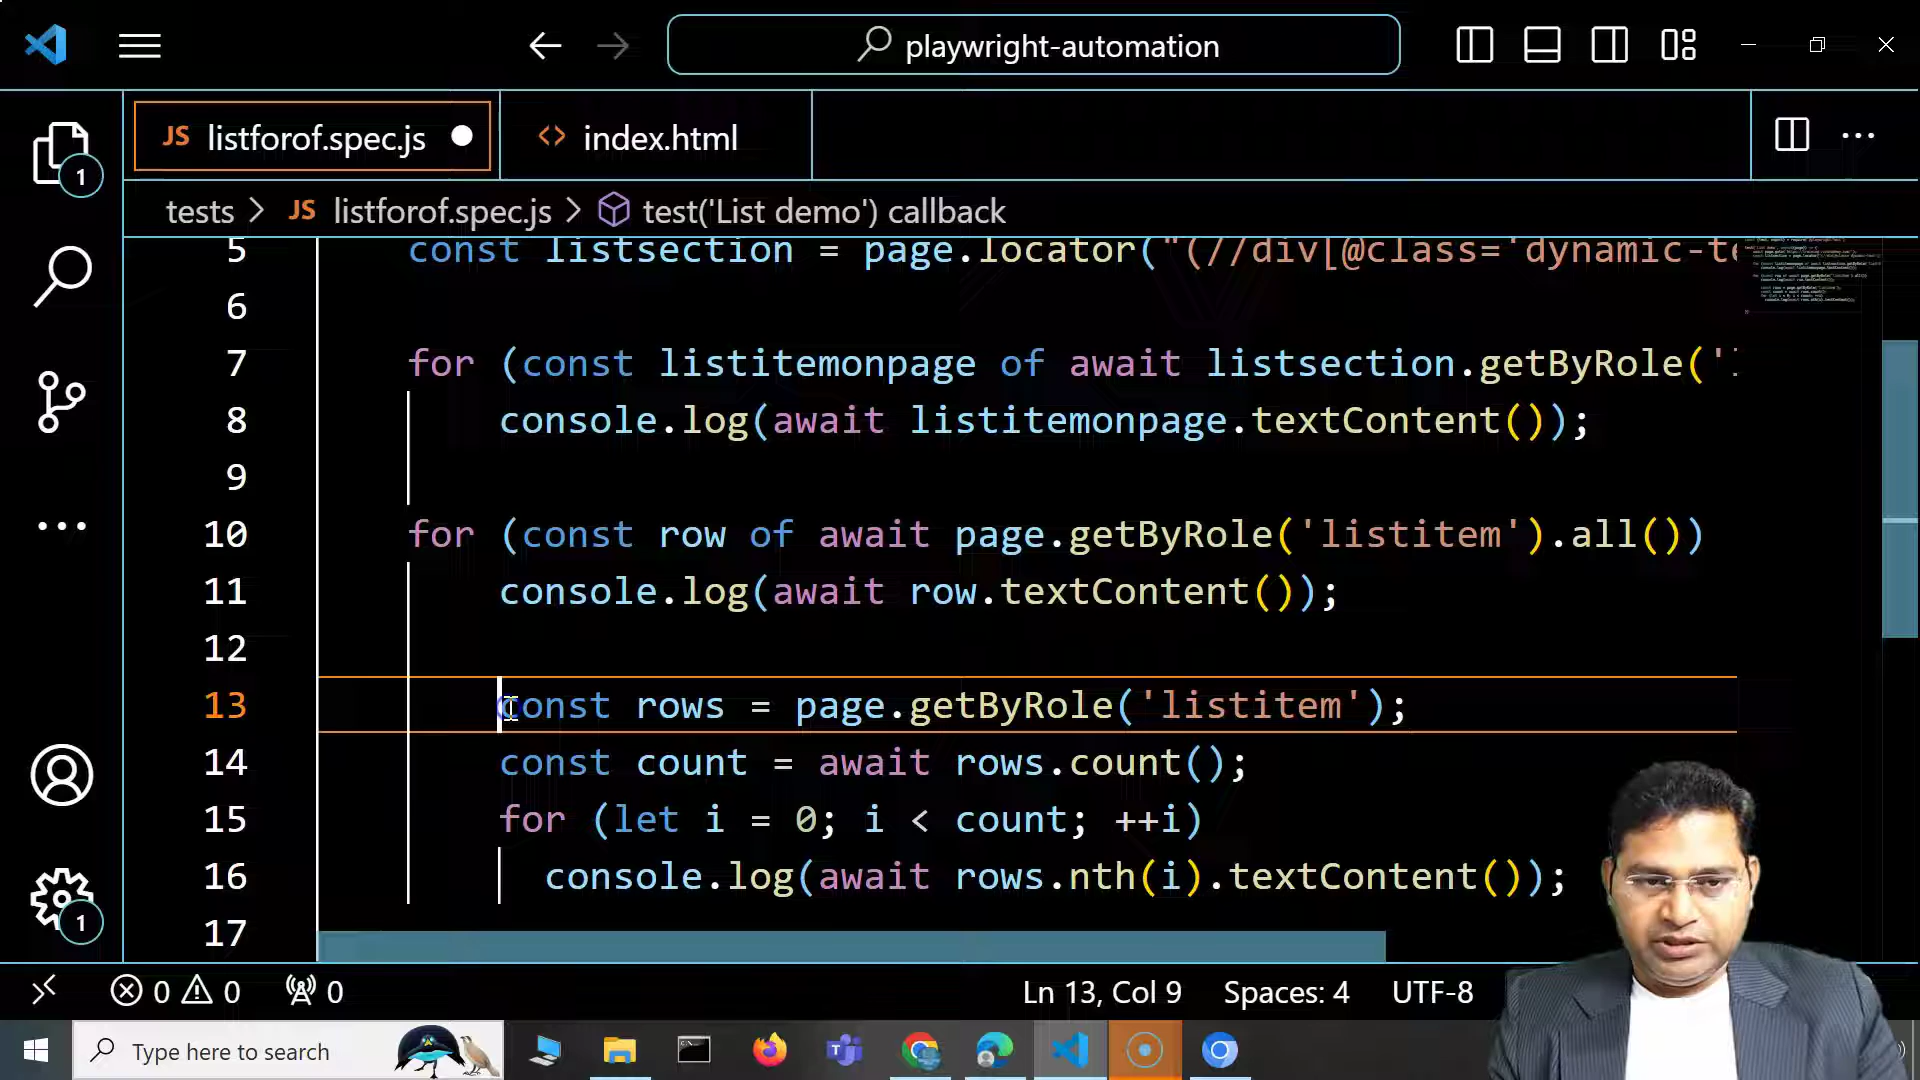 playwright-automation
JS listforof.spec.js
<> index.html
tests > JS listforof.spec.js > test('List demo') callback
5 const listsection = page.locator("(//div[@class='dynamic-te
6
7 for (const listitemonpage of await listsection.getByRole('l
8 console.log(await listitemonpage.textContent());
9
10 for (const row of await page.getByRole('listitem').all())
11 console.log(await row.textContent());
12
13 const rows = page.getByRole('listitem');
14 const count = await rows.count();
15 for (let i = 0; i < count; ++i)
16 console.log(await rows.nth(i).textContent());
17
1
1
0 0 0 Ln 13, Col 9 Spaces: 4 UTF-8
Type here to search